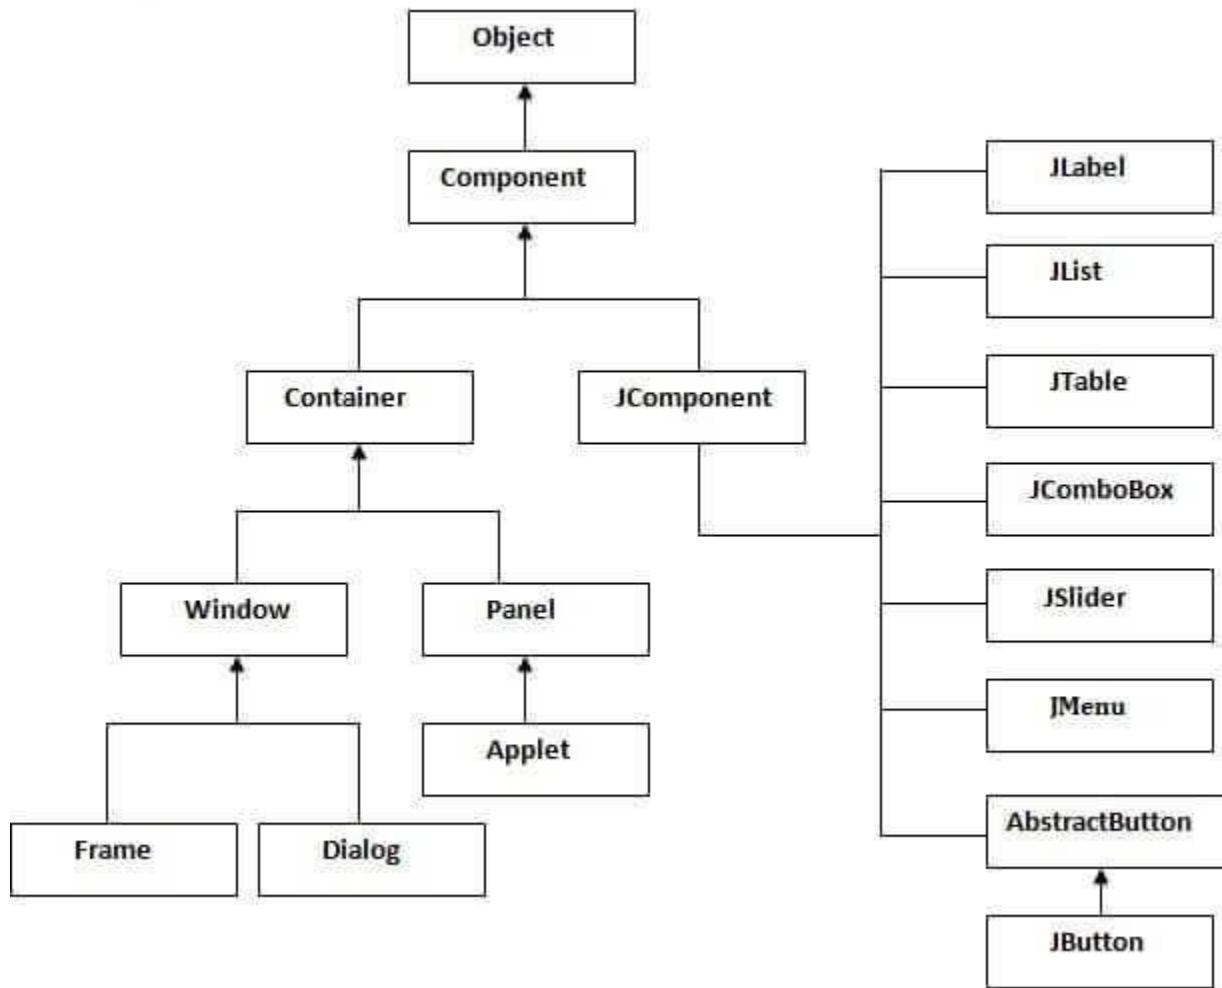 Object
Component
Container
JComponent
Window
Panel
Applet
Frame
Dialog
JLabel
JList
JTable
JComboBox
JSlider
JMenu
AbstractButton
JButton